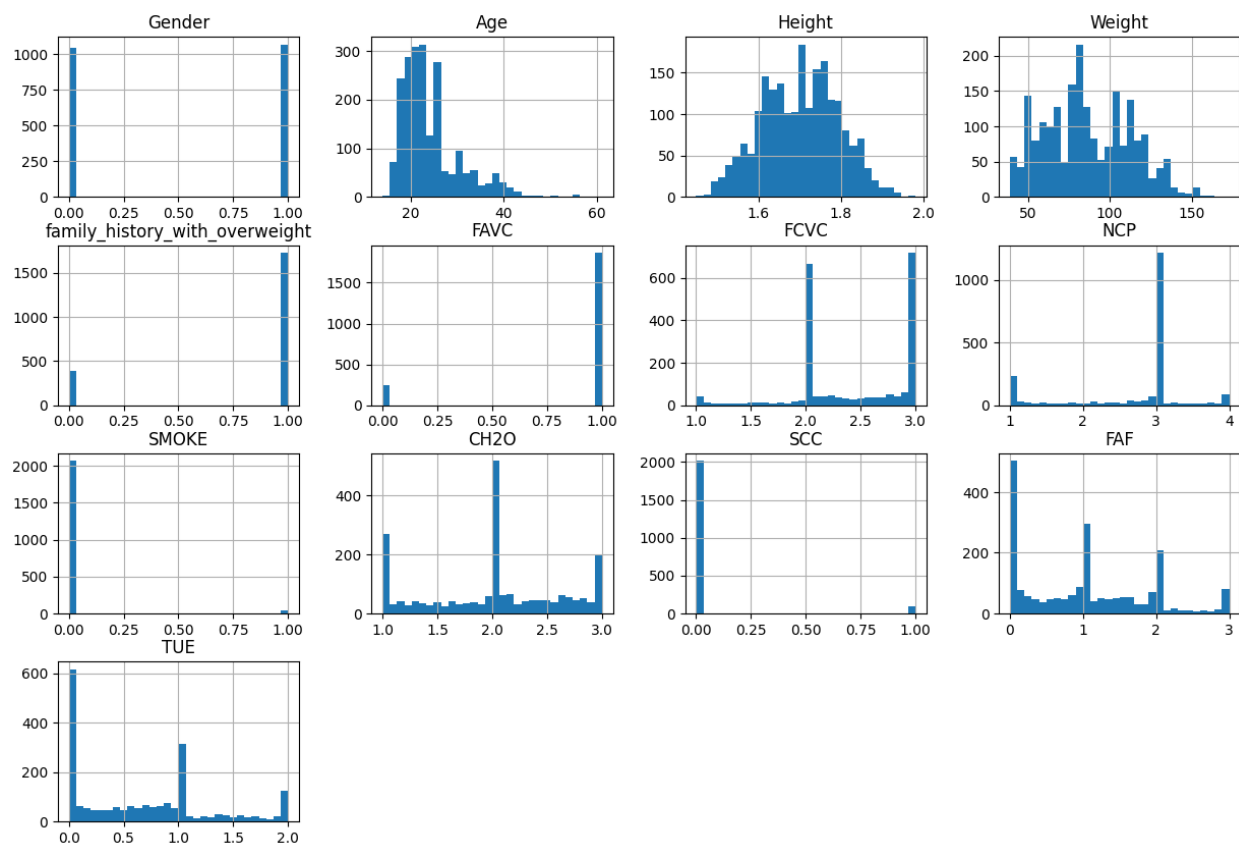 Gender
1000
750
500
250
0
0.00 0.25 0.50 0.75 1.00
Age
300
200
100
0
20 40 60
Height
150
100
50
0
1.6 1.8 2.0
Weight
200
150
100
50
0
50 100 150
family_history_with_overweight
1500
1000
500
0
0.00 0.25 0.50 0.75 1.00
FAVC
1500
1000
500
0
0.00 0.25 0.50 0.75 1.00
FCVC
600
400
200
0
1.0 1.5 2.0 2.5 3.0
NCP
1000
500
0
1 2 3 4
SMOKE
2000
1500
1000
500
0
0.00 0.25 0.50 0.75 1.00
CH2O
400
200
0
1.0 1.5 2.0 2.5 3.0
SCC
2000
1500
1000
500
0
0.00 0.25 0.50 0.75 1.00
FAF
400
200
0
0 1 2 3
TUE
600
400
200
0
0.0 0.5 1.0 1.5 2.0